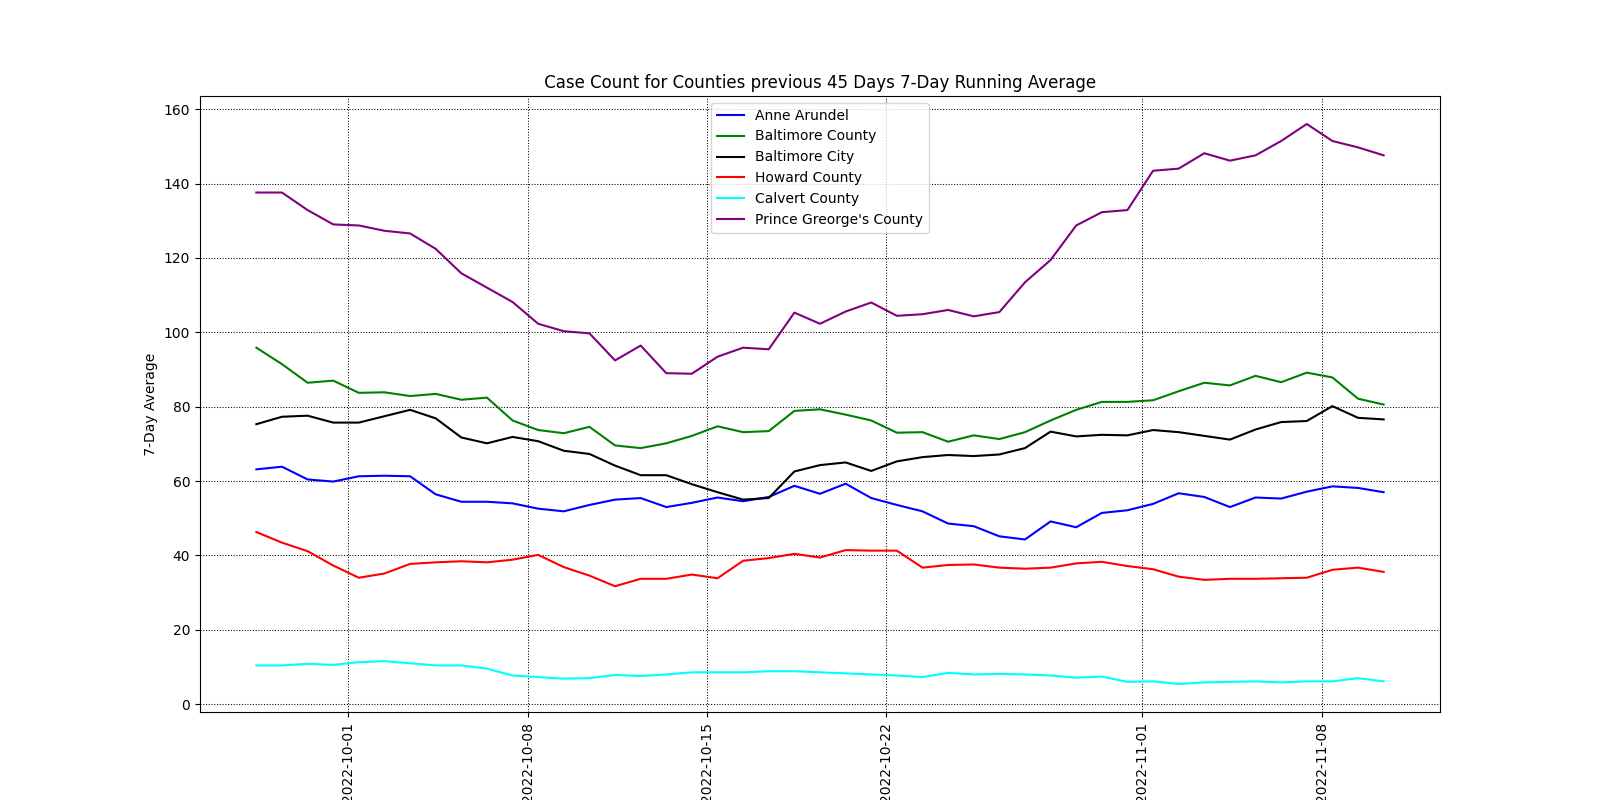 Case Count for Counties previous 45 Days 7-Day Running Average
Anne Arundel
Baltimore County
Baltimore City
Howard County
Calvert County
Prince Greorge's County
7-Day Average
160
140
120
100
80
60
40
20
0
2022-10-01
2022-10-08
2022-10-15
2022-10-22
2022-11-01
2022-11-08